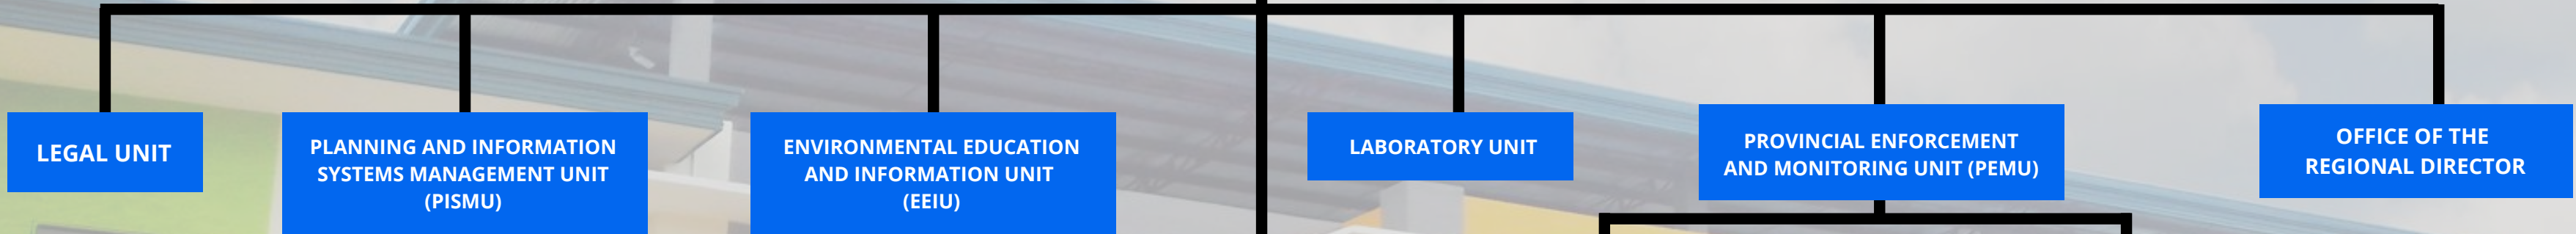 LEGAL UNIT
PLANNING AND INFORMATION
SYSTEMS MANAGEMENT UNIT
(PISMU)
ENVIRONMENTAL EDUCATION
AND INFORMATION UNIT
(EEIU)
LABORATORY UNIT
PROVINCIAL ENFORCEMENT
AND MONITORING UNIT (PEMU)
OFFICE OF THE
REGIONAL DIRECTOR